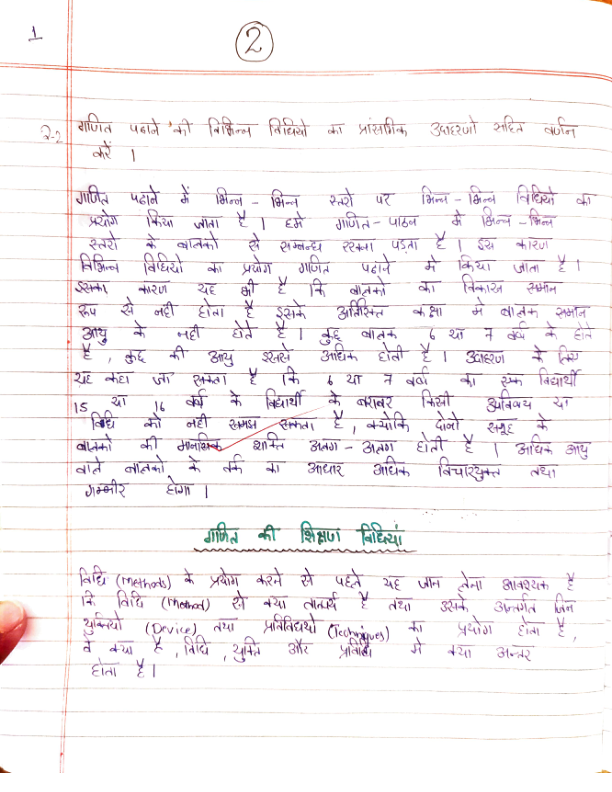 1
2
2-2 गणित पढाने की विभिन्न विधियो का प्रांसगिक उदाहरणो सहित वर्णन
करें ।
गणित पढाने में भिन्न - भिन्न स्तरो पर भिन्न - भिन्न विधियो का
प्रयोग किया जाता है । हमे गणित - पाठन में भिन्न - भिन्न
स्तरो के बालको से सम्बन्ध रखना पड़ता है । इस कारण
विभिन्न विधियो का प्रयोग गणित पढाने मे किया जाता है ।
इसका कारण यह भी है कि बालको का विकास समान
रूप से नही होता है इसके अतिरिक्त कक्षा मे बालक समान
आयु के नही होते है । कुछ बालक 6 या 7 वर्ष के होते
है , कुछ की आयु इससे अधिक होती है । उदाहरण के लिए
यह कहा जा सकता है कि 6 या 7 वर्ष का एक विद्यार्थी
15 या 16 वर्ष के विद्यार्थी के बराबर किसी प्रविषय या
विधि को नही समझ सकता है , क्योकि दोनो समूह के
बालको की मानसिक शक्ति अलग - अलग होती है । अधिक आयु
वाले बालको के तर्क का आधार अधिक विचारयुक्त तथा
गम्भीर होगा ।
गणित की शिक्षण विधियां
विधि (Methods) के प्रयोग करने से पहले यह जान लेना आवश्यक है
कि विधि (Method) से क्या तात्पर्य है तथा उसके अन्तर्गत जिन
युक्तियो (Device) तथा प्रविधियो (Techniques) का प्रयोग होता है ,
वे क्या है , विधि , युक्ति और प्रविधि मे क्या अन्तर
होता है ।